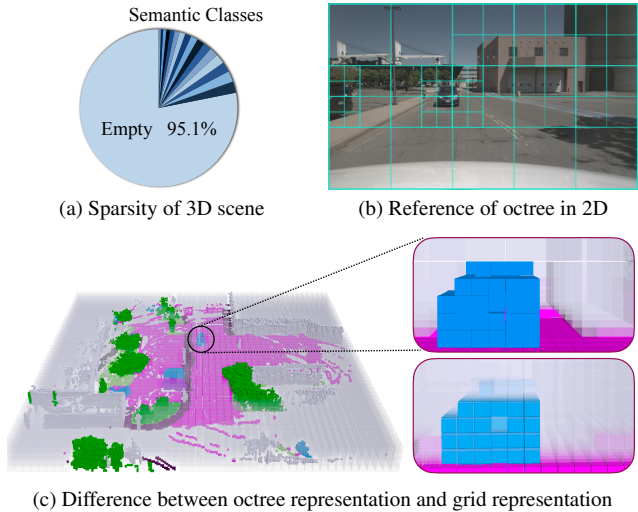 Semantic Classes
Empty 95.1%
(a) Sparsity of 3D scene
(b) Reference of octree in 2D
(c) Difference between octree representation and grid representation